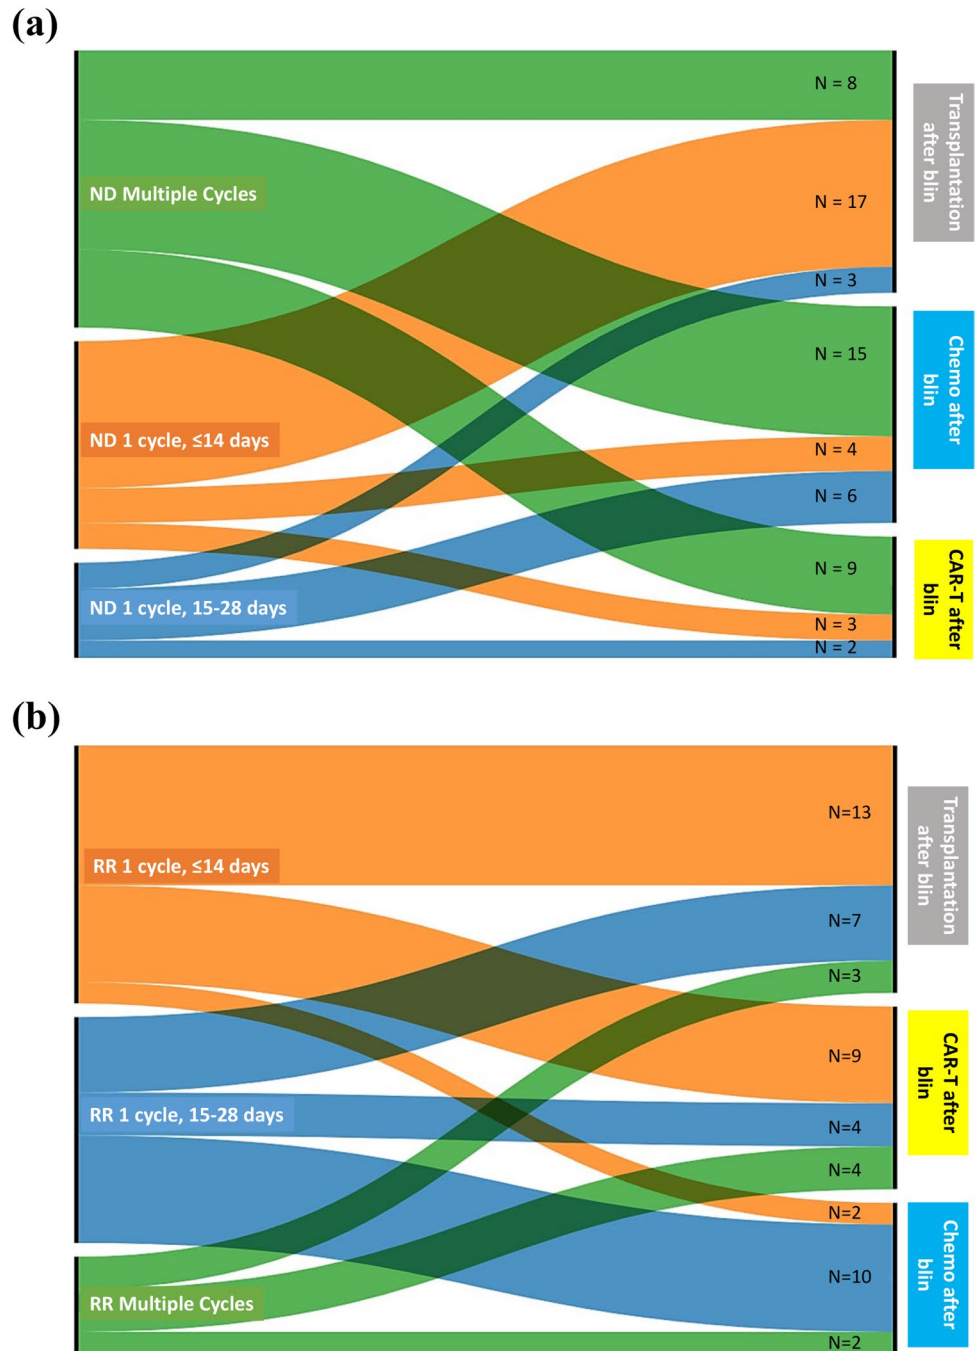 (a)
N = 8
Transplantation
after blin
ND Multiple Cycles
N = 17
N = 3
Chemo after
blin
N = 15
ND 1 cycle, ≤14 days
N = 4
N = 6
CAR-T after
blin
N = 9
ND 1 cycle, 15-28 days
N = 3
N = 2
(b)
N=13
Transplantation
after blin
RR 1 cycle, ≤14 days
N=7
N=3
CAR-T after
blin
N=9
RR 1 cycle, 15-28 days
N=4
N=4
N=2
Chemo after
blin
N=10
RR Multiple Cycles
N=2